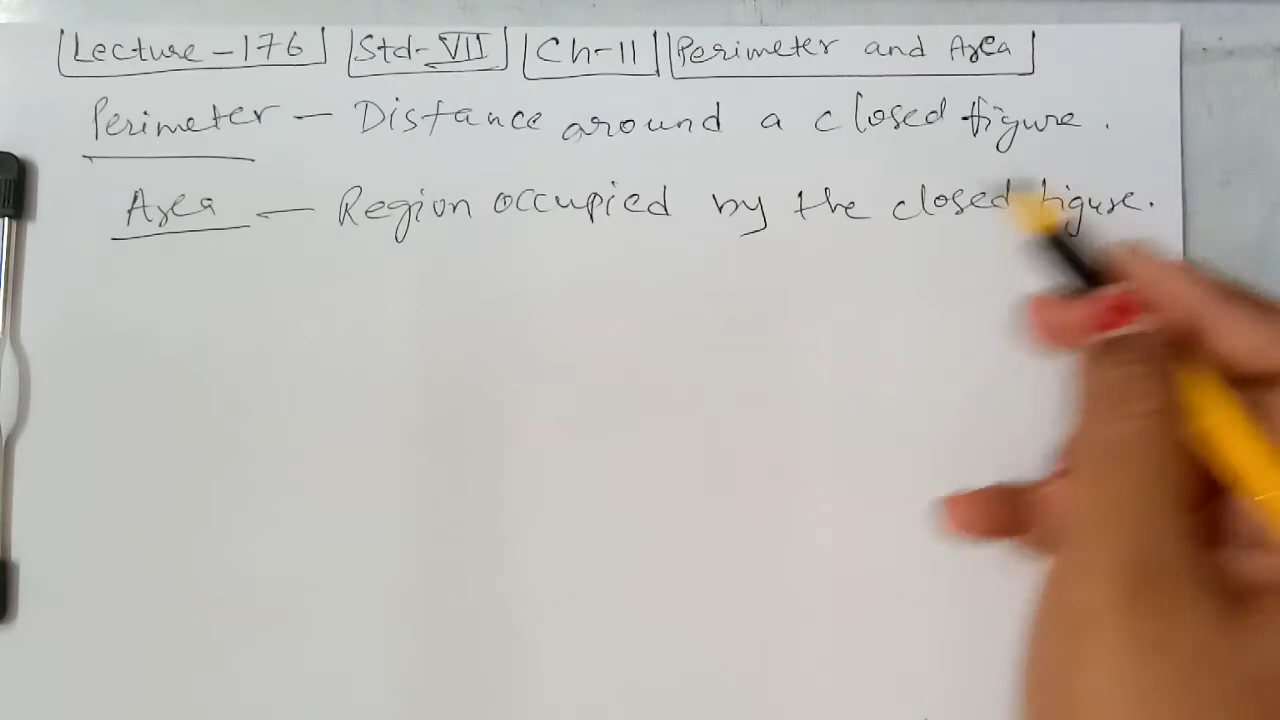 Lecture - 176 Std- VII Ch-11 Perimeter and Area
Perimeter - Distance around a closed figure.
Area - Region occupied by the closed figure.